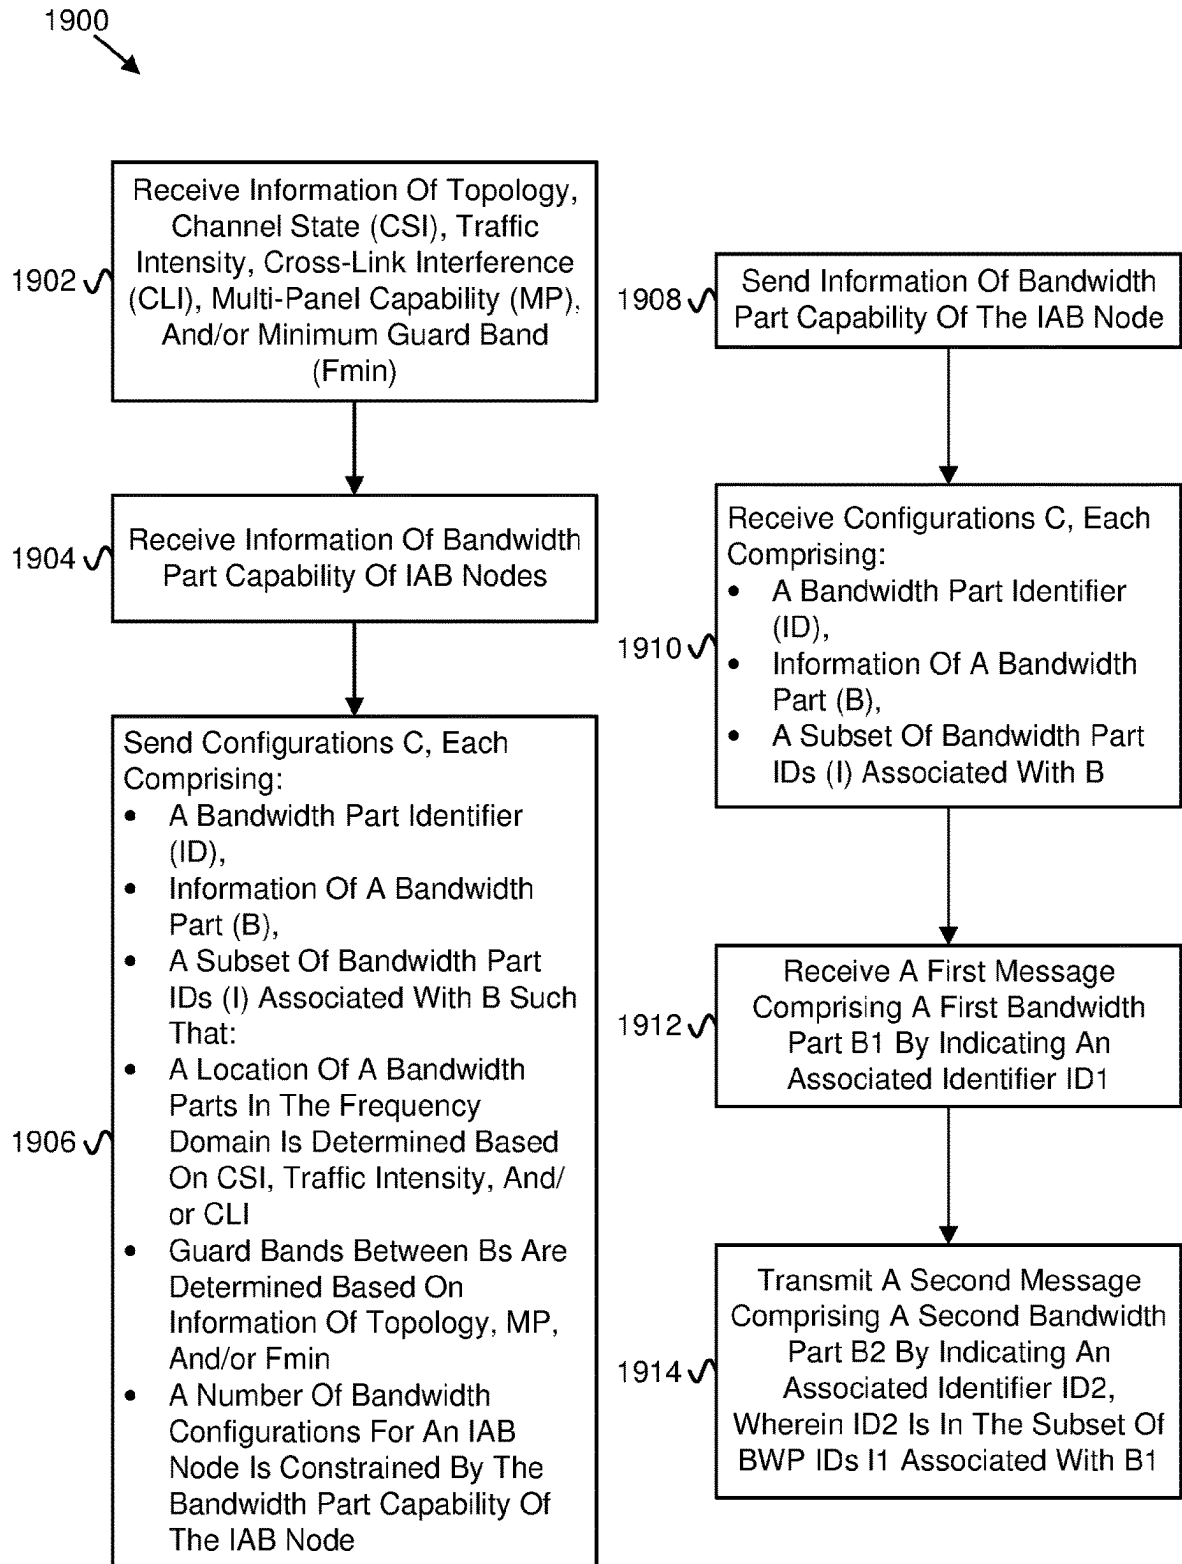 1900
1902
Receive Information Of Topology,
Channel State (CSI), Traffic
Intensity, Cross-Link Interference
(CLI), Multi-Panel Capability (MP),
And/or Minimum Guard Band
(Fmin)
1904
Receive Information Of Bandwidth
Part Capability Of IAB Nodes
1906
Send Configurations C, Each
Comprising:
• A Bandwidth Part Identifier
(ID),
• Information Of A Bandwidth
Part (B),
• A Subset Of Bandwidth Part
IDs (I) Associated With B Such
That:
• A Location Of A Bandwidth
Parts In The Frequency
Domain Is Determined Based
On CSI, Traffic Intensity, And/
or CLI
• Guard Bands Between Bs Are
Determined Based On
Information Of Topology, MP,
And/or Fmin
• A Number Of Bandwidth
Configurations For An IAB
Node Is Constrained By The
Bandwidth Part Capability Of
The IAB Node
1908
Send Information Of Bandwidth
Part Capability Of The IAB Node
1910
Receive Configurations C, Each
Comprising:
• A Bandwidth Part Identifier
(ID),
• Information Of A Bandwidth
Part (B),
• A Subset Of Bandwidth Part
IDs (I) Associated With B
1912
Receive A First Message
Comprising A First Bandwidth
Part B1 By Indicating An
Associated Identifier ID1
1914
Transmit A Second Message
Comprising A Second Bandwidth
Part B2 By Indicating An
Associated Identifier ID2,
Wherein ID2 Is In The Subset Of
BWP IDs I1 Associated With B1